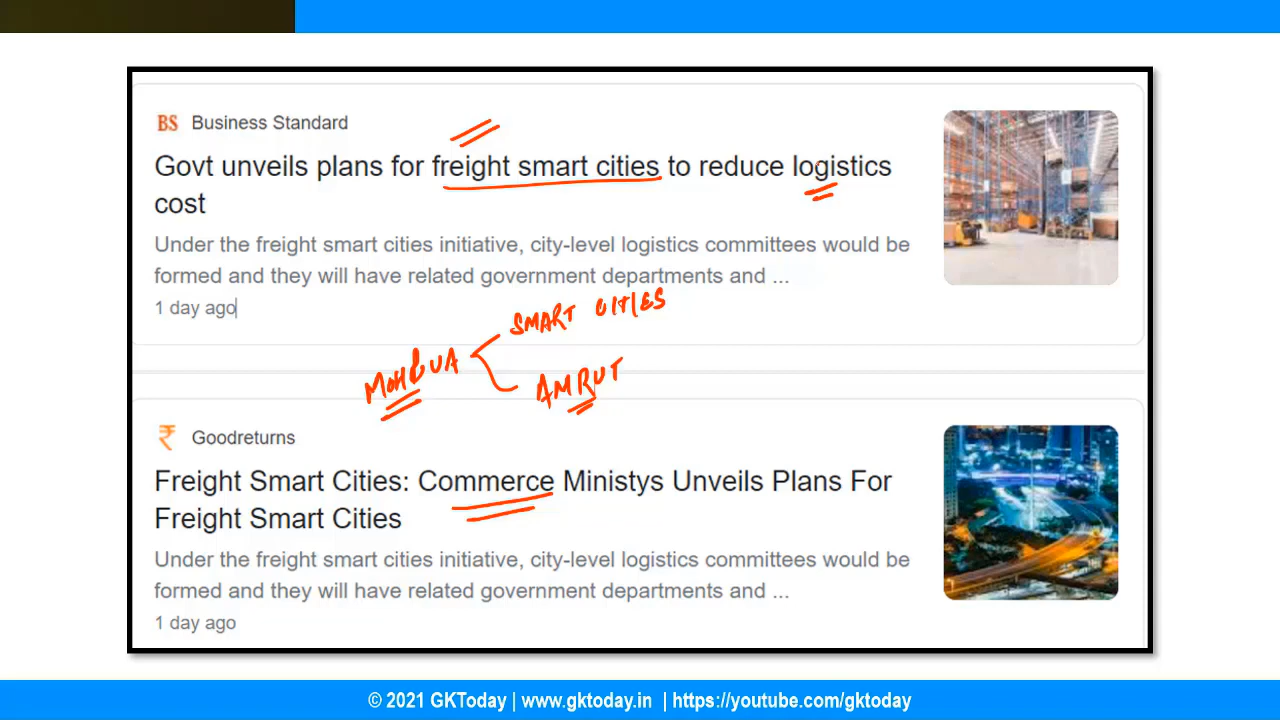 BS Business Standard
Govt unveils plans for freight smart cities to reduce logistics
cost
Under the freight smart cities initiative, city-level logistics committees would be
formed and they will have related government departments and ...
1 day ago
SMART CITIES
MOH&UA
AMRUT
₹ Goodreturns
Freight Smart Cities: Commerce Ministys Unveils Plans For
Freight Smart Cities
Under the freight smart cities initiative, city-level logistics committees would be
formed and they will have related government departments and ...
1 day ago
© 2021 GKToday | www.gktoday.in | https://youtube.com/gktoday